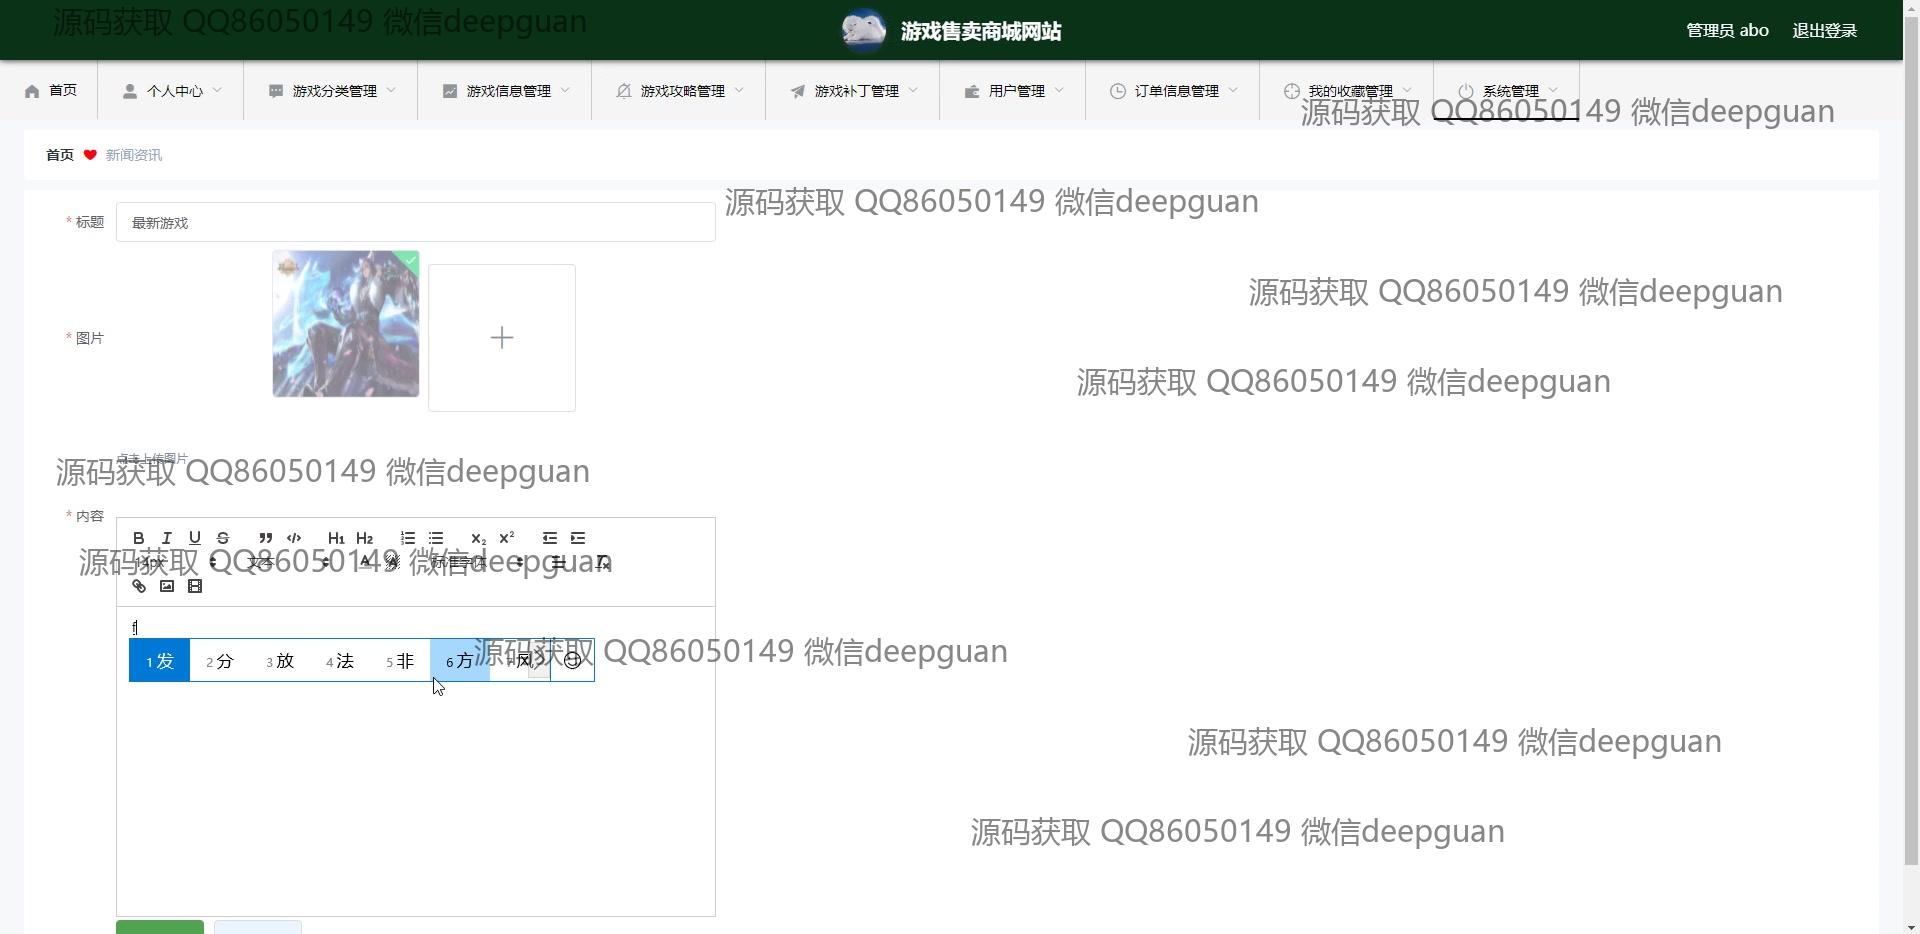 源码获取 QQ86050149 微信deepguan
游戏售卖商城网站
管理员 abo
退出登录
首页
个人中心
游戏分类管理
游戏信息管理
游戏攻略管理
游戏补丁管理
用户管理
订单信息管理
我的收藏管理
系统管理
源码获取 QQ86050149 微信deepguan
首页
新闻资讯
源码获取 QQ86050149 微信deepguan
* 标题
最新游戏
源码获取 QQ86050149 微信deepguan
* 图片
源码获取 QQ86050149 微信deepguan
点击上传图片
源码获取 QQ86050149 微信deepguan
* 内容
B I U S H1 H2 x2 x2
14px 文本 A A 标准字体
源码获取 QQ86050149 微信deepguan
f
1 发 2 分 3 放 4 法 5 非 6 方 7 风
源码获取 QQ86050149 微信deepguan
源码获取 QQ86050149 微信deepguan
源码获取 QQ86050149 微信deepguan